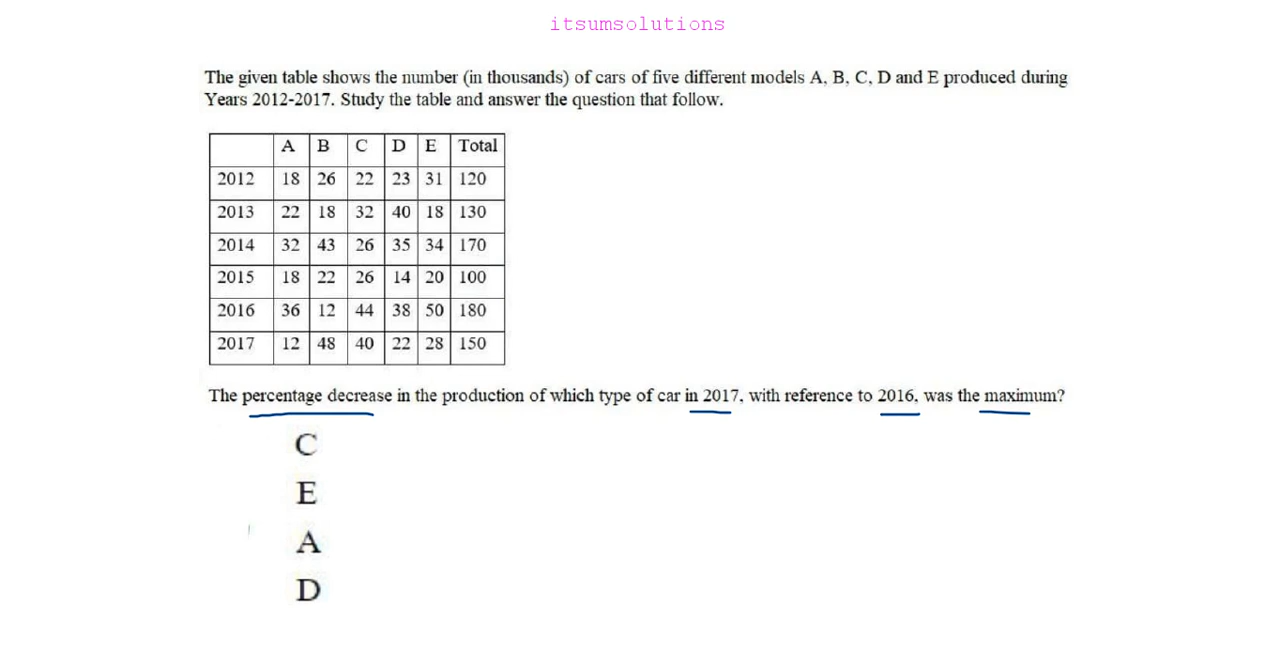 itsumsolutions
The given table shows the number (in thousands) of cars of five different models A, B, C, D and E produced during
Years 2012-2017. Study the table and answer the question that follow.
A B C D E Total
2012 18 26 22 23 31 120
2013 22 18 32 40 18 130
2014 32 43 26 35 34 170
2015 18 22 26 14 20 100
2016 36 12 44 38 50 180
2017 12 48 40 22 28 150
The percentage decrease in the production of which type of car in 2017, with reference to 2016, was the maximum?
C
E
A
D